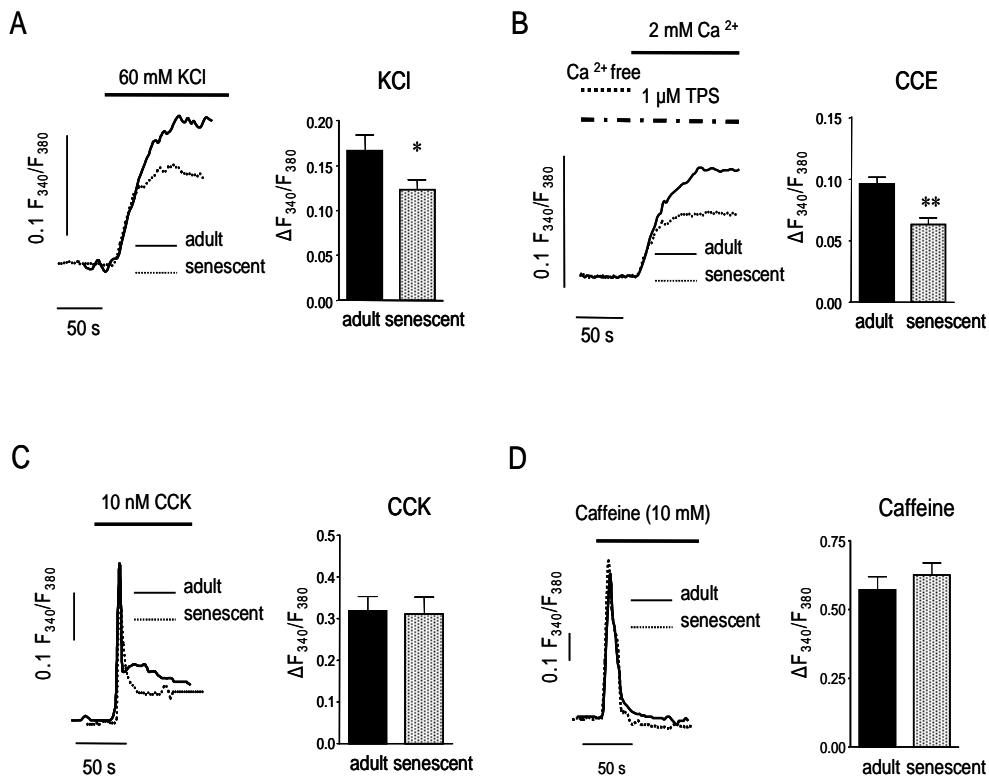 A
60 mM KCl
0.1 F340/F380
adult
senescent
50 s
KCl
ΔF340/F380
0.20
0.15
0.10
0.05
0.00
*
adult senescent
B
2 mM Ca 2+
Ca 2+ free
1 µM TPS
0.1 F340/F380
adult
senescent
50 s
CCE
ΔF340/F380
0.15
0.10
0.05
0.00
**
adult senescent
C
10 nM CCK
0.1 F340/F380
adult
senescent
50 s
CCK
ΔF340/F380
0.5
0.4
0.3
0.2
0.1
0.0
adult senescent
D
Caffeine (10 mM)
0.1 F340/F380
adult
senescent
50 s
Caffeine
ΔF340/F380
0.75
0.50
0.25
0.00
adult senescent